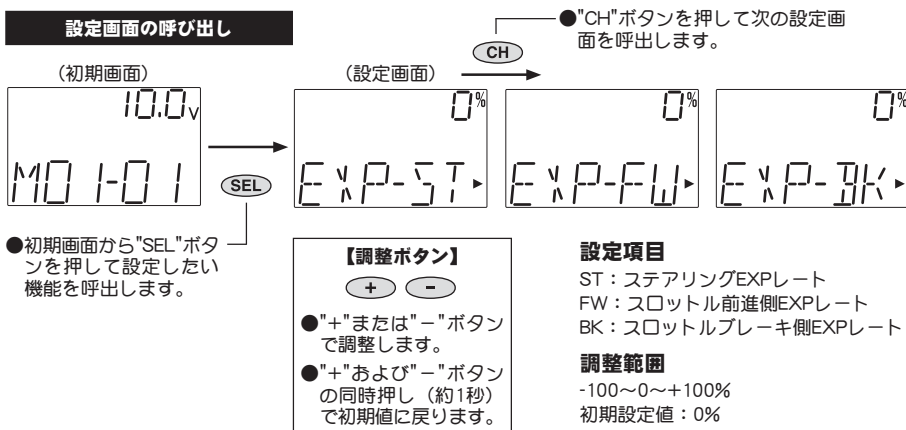 設定画面の呼び出し
●"CH"ボタンを押して次の設定画
面を呼出します。
CH
（初期画面）
（設定画面）
10.0V
M01-01
SEL
0%
EXP-ST
0%
EXP-FW
0%
EXP-BK
●初期画面から"SEL"ボタ
ンを押して設定したい
機能を呼出します。
【調整ボタン】
+ -
●"+"または"－"ボタン
で調整します。
●"+"および"－"ボタン
の同時押し（約1秒）
で初期値に戻ります。
設定項目
ST：ステアリングEXPレート
FW：スロットル前進側EXPレート
BK：スロットルブレーキ側EXPレート
調整範囲
-100〜0〜＋100%
初期設定値：0%